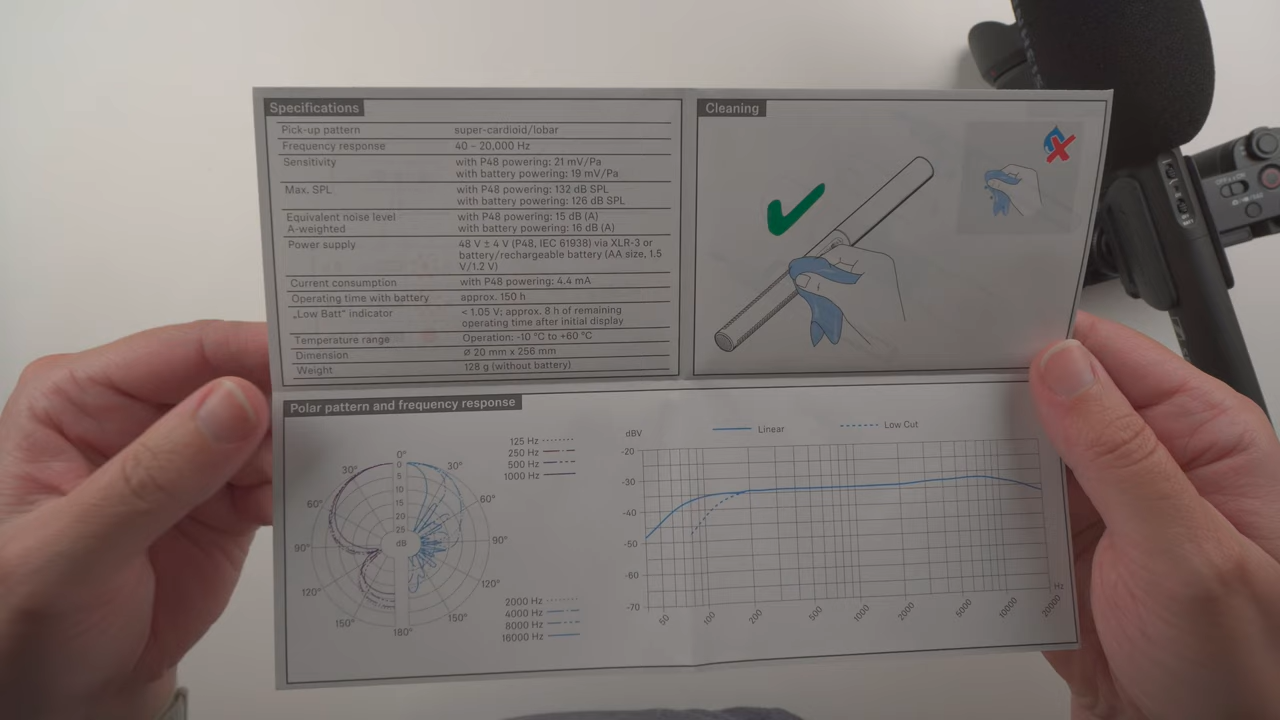 Specifications
Pick-up pattern super-cardioid/lobar
Frequency response 40 – 20,000 Hz
Sensitivity with P48 powering: 21 mV/Pa
with battery powering: 19 mV/Pa
Max. SPL with P48 powering: 132 dB SPL
with battery powering: 126 dB SPL
Equivalent noise level with P48 powering: 15 dB (A)
A-weighted with battery powering: 16 dB (A)
Power supply 48 V ± 4 V (P48, IEC 61938) via XLR-3 or
battery/rechargeable battery (AA size, 1.5
V/1.2 V)
Current consumption with P48 powering: 4.4 mA
Operating time with battery approx. 150 h
„Low Batt" indicator < 1.05 V; approx. 8 h of remaining
operating time after initial display
Temperature range Operation: -10 °C to +60 °C
Dimension Ø 20 mm x 256 mm
Weight 128 g (without battery)
Cleaning
Polar pattern and frequency response
125 Hz
250 Hz
500 Hz
1000 Hz
0°
30° 0 30°
5
60° 10 60°
15
20
90° 25 90°
dB
120° 120°
150° 150°
180°
2000 Hz
4000 Hz
8000 Hz
16000 Hz
dBV Linear Low Cut
-20
-30
-40
-50
-60
-70
Hz
50 100 200 500 1000 2000 5000 10000 20000